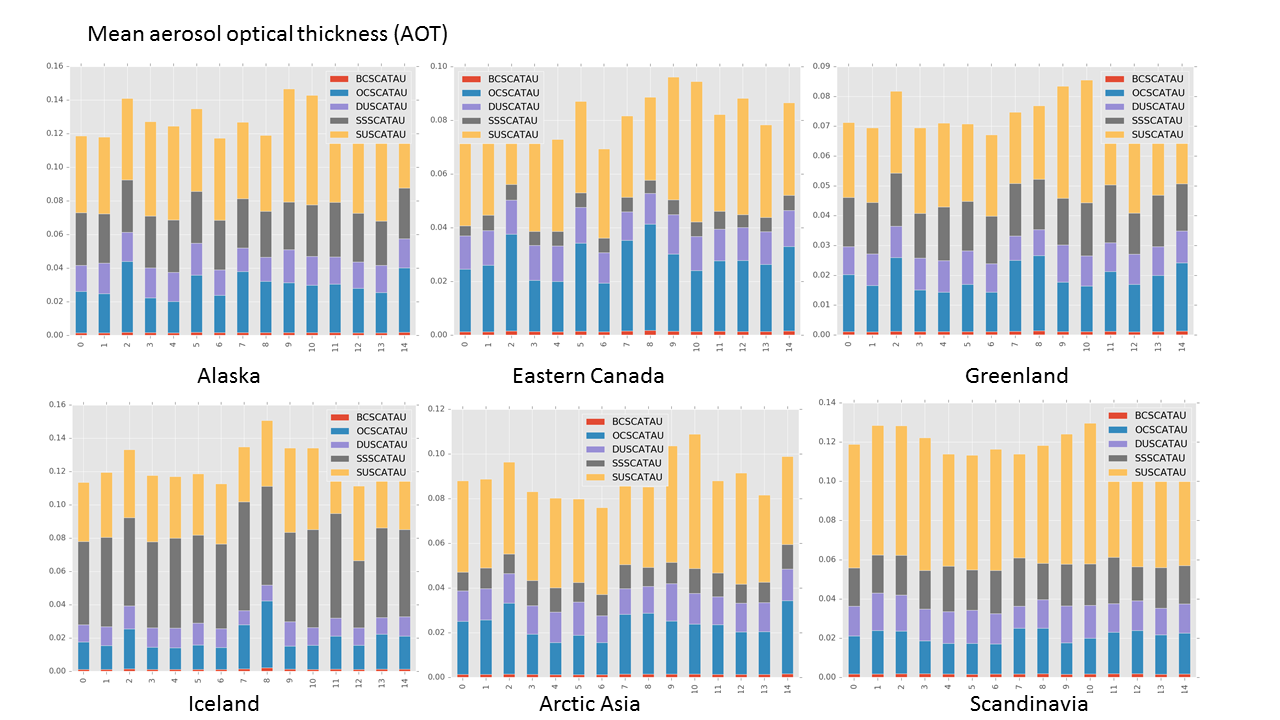 Mean aerosol optical thickness (AOT)
0.16
0.14
0.12
0.10
0.08
0.06
0.04
0.02
0.00
BCSCATAU
OCSCATAU
DUSCATAU
SSSCATAU
SUSCATAU
0 1 2 3 4 5 6 7 8 9 10 11 12 13 14
Alaska
0.10
0.08
0.06
0.04
0.02
0.00
BCSCATAU
OCSCATAU
DUSCATAU
SSSCATAU
SUSCATAU
0 1 2 3 4 5 6 7 8 9 10 11 12 13 14
Eastern Canada
0.09
0.08
0.07
0.06
0.05
0.04
0.03
0.02
0.01
0.00
BCSCATAU
OCSCATAU
DUSCATAU
SSSCATAU
SUSCATAU
0 1 2 3 4 5 6 7 8 9 10 11 12 13 14
Greenland
0.16
0.14
0.12
0.10
0.08
0.06
0.04
0.02
0.00
BCSCATAU
OCSCATAU
DUSCATAU
SSSCATAU
SUSCATAU
0 1 2 3 4 5 6 7 8 9 10 11 12 13 14
Iceland
0.12
0.10
0.08
0.06
0.04
0.02
0.00
BCSCATAU
OCSCATAU
DUSCATAU
SSSCATAU
SUSCATAU
0 1 2 3 4 5 6 7 8 9 10 11 12 13 14
Arctic Asia
0.14
0.12
0.10
0.08
0.06
0.04
0.02
0.00
BCSCATAU
OCSCATAU
DUSCATAU
SSSCATAU
SUSCATAU
0 1 2 3 4 5 6 7 8 9 10 11 12 13 14
Scandinavia